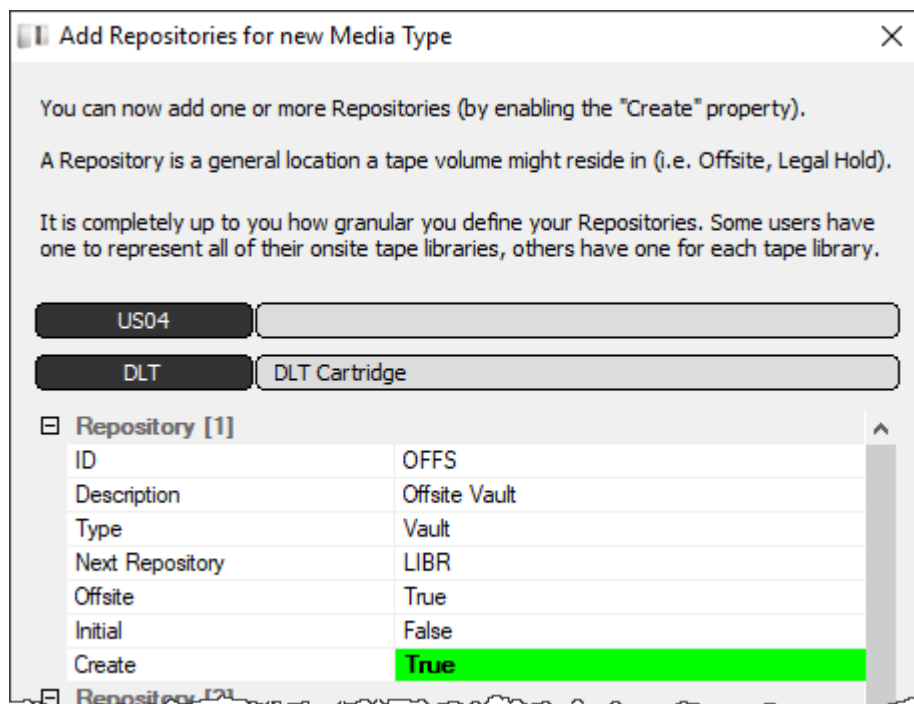 Add Repositories for new Media Type
You can now add one or more Repositories (by enabling the "Create" property).
A Repository is a general location a tape volume might reside in (i.e. Offsite, Legal Hold).
It is completely up to you how granular you define your Repositories. Some users have
one to represent all of their onsite tape libraries, others have one for each tape library.
US04
DLT DLT Cartridge
Repository [1]
ID OFFS
Description Offsite Vault
Type Vault
Next Repository LIBR
Offsite True
Initial False
Create True
Repository [2]